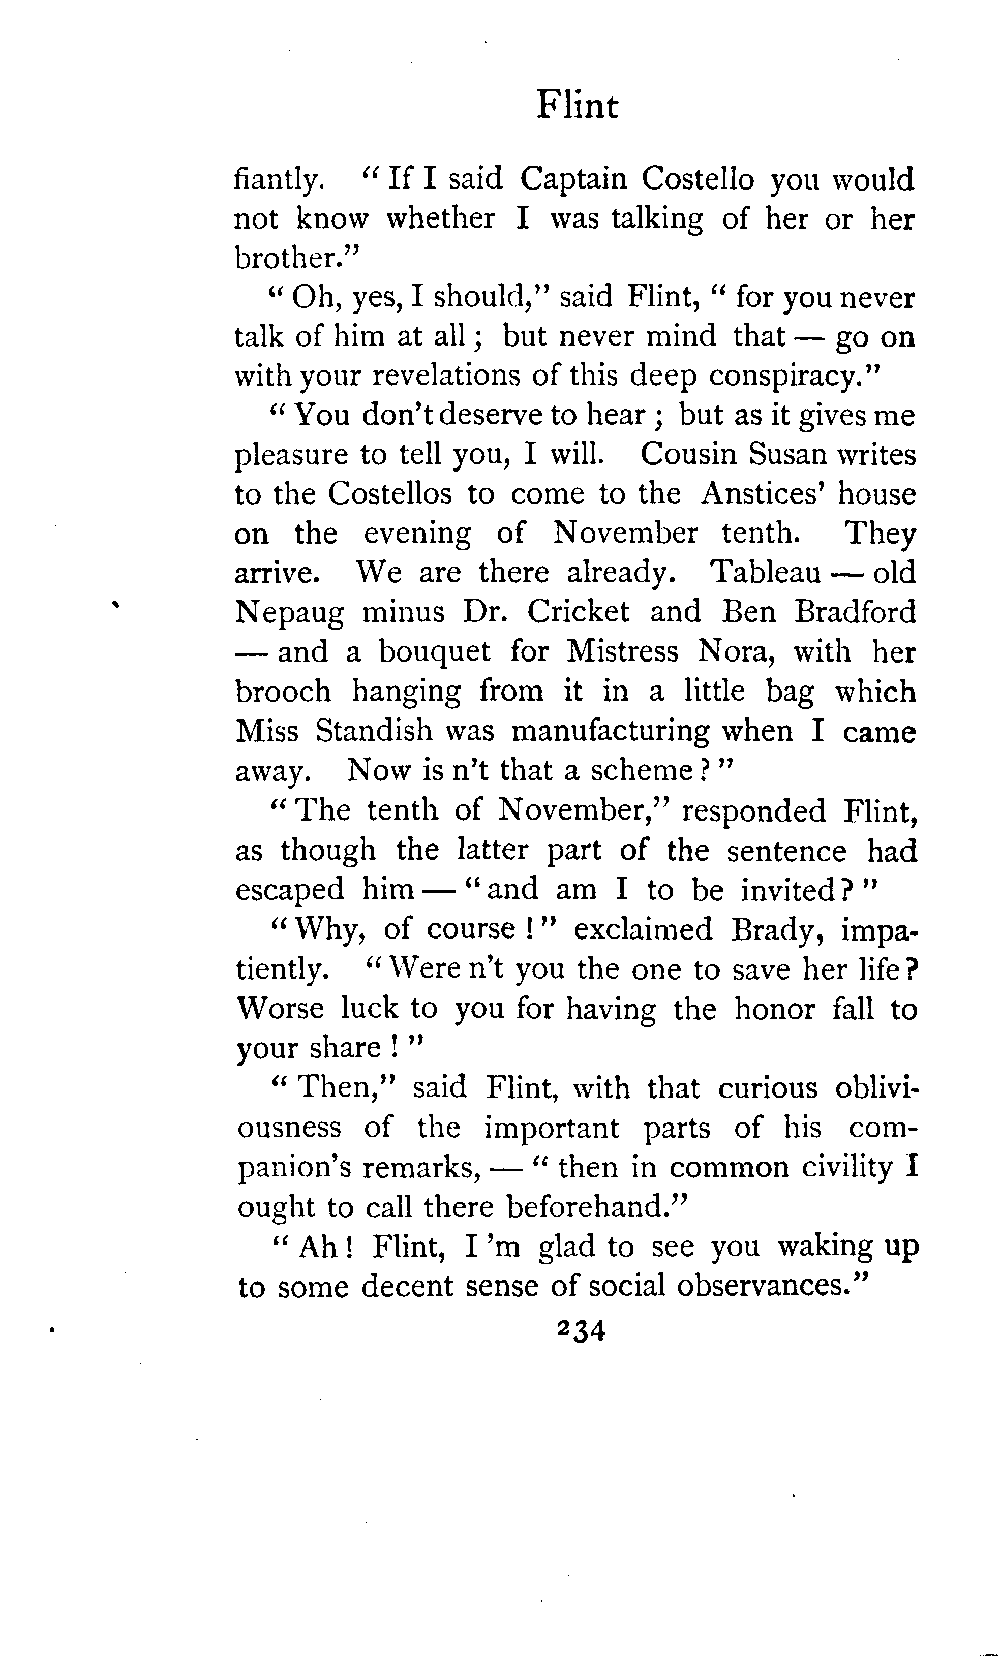 Flint
fiantly. “ If I said Captain Costello you would
not know whether I was talking of her or her
brother.”
“ Oh, yes, I should,” said Flint, “ for you never
talk of him at all ; but never mind that — go on
with your revelations of this deep conspiracy.”
“ You don’t deserve to hear ; but as it gives me
pleasure to tell you, I will. Cousin Susan writes
to the Costellos to come to the Anstices’ house
on the evening of November tenth. They
arrive. We are there already. Tableau — old
Nepaug minus Dr. Cricket and Ben Bradford
— and a bouquet for Mistress Nora, with her
brooch hanging from it in a little bag which
Miss Standish was manufacturing when I came
away. Now is n’t that a scheme ? ”
“ The tenth of November,” responded Flint,
as though the latter part of the sentence had
escaped him — “ and am I to be invited ? ”
“ Why, of course ! ” exclaimed Brady, impa-
tiently. “ Were n’t you the one to save her life ?
Worse luck to you for having the honor fall to
your share ! ”
“ Then,” said Flint, with that curious oblivi-
ousness of the important parts of his com-
panion’s remarks, — “ then in common civility I
ought to call there beforehand.”
“ Ah ! Flint, I ’m glad to see you waking up
to some decent sense of social observances.”
234